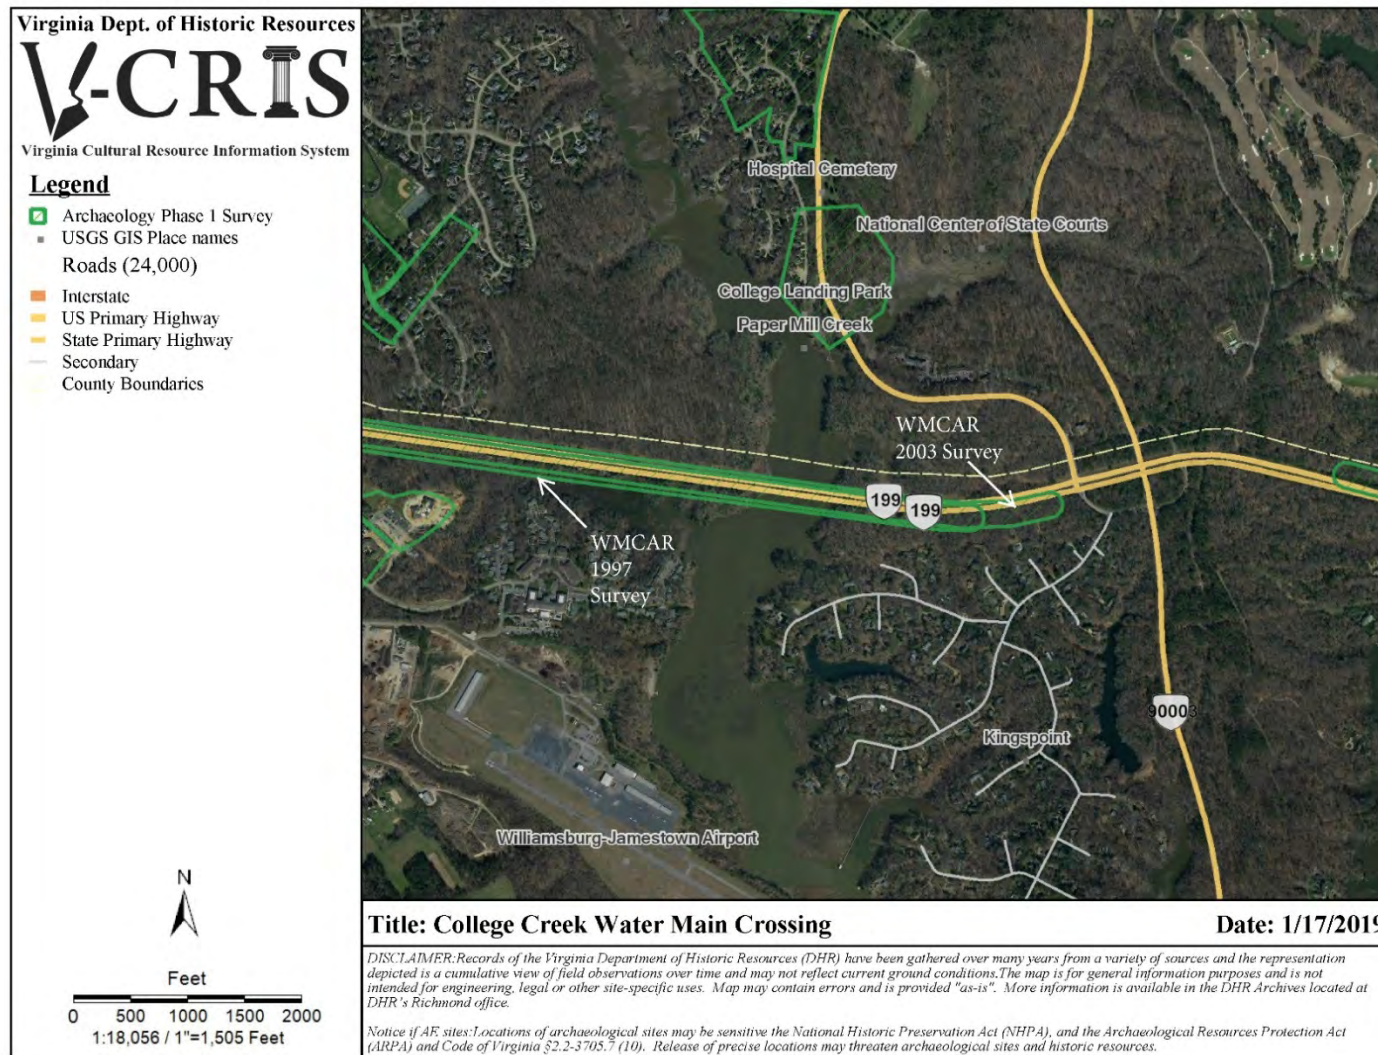 Virginia Dept. of Historic Resources
V-CRIS
Virginia Cultural Resource Information System
Legend
Archaeology Phase 1 Survey
USGS GIS Place names
Roads (24,000)
Interstate
US Primary Highway
State Primary Highway
Secondary
County Boundaries
N
Feet
0 500 1000 1500 2000
1:18,056 / 1"=1,505 Feet
Hospital Cemetery
National Center of State Courts
College Landing Park
Paper Mill Creek
WMCAR
2003 Survey
199
199
WMCAR
1997
Survey
90003
Kingspoint
Williamsburg-Jamestown Airport
Title: College Creek Water Main Crossing
Date: 1/17/2019
DISCLAIMER:Records of the Virginia Department of Historic Resources (DHR) have been gathered over many years from a variety of sources and the representation
depicted is a cumulative view of field observations over time and may not reflect current ground conditions.The map is for general information purposes and is not
intended for engineering, legal or other site-specific uses. Map may contain errors and is provided "as-is". More information is available in the DHR Archives located at
DHR's Richmond office.
Notice if AE sites:Locations of archaeological sites may be sensitive the National Historic Preservation Act (NHPA), and the Archaeological Resources Protection Act
(ARPA) and Code of Virginia §2.2-3705.7 (10). Release of precise locations may threaten archaeological sites and historic resources.